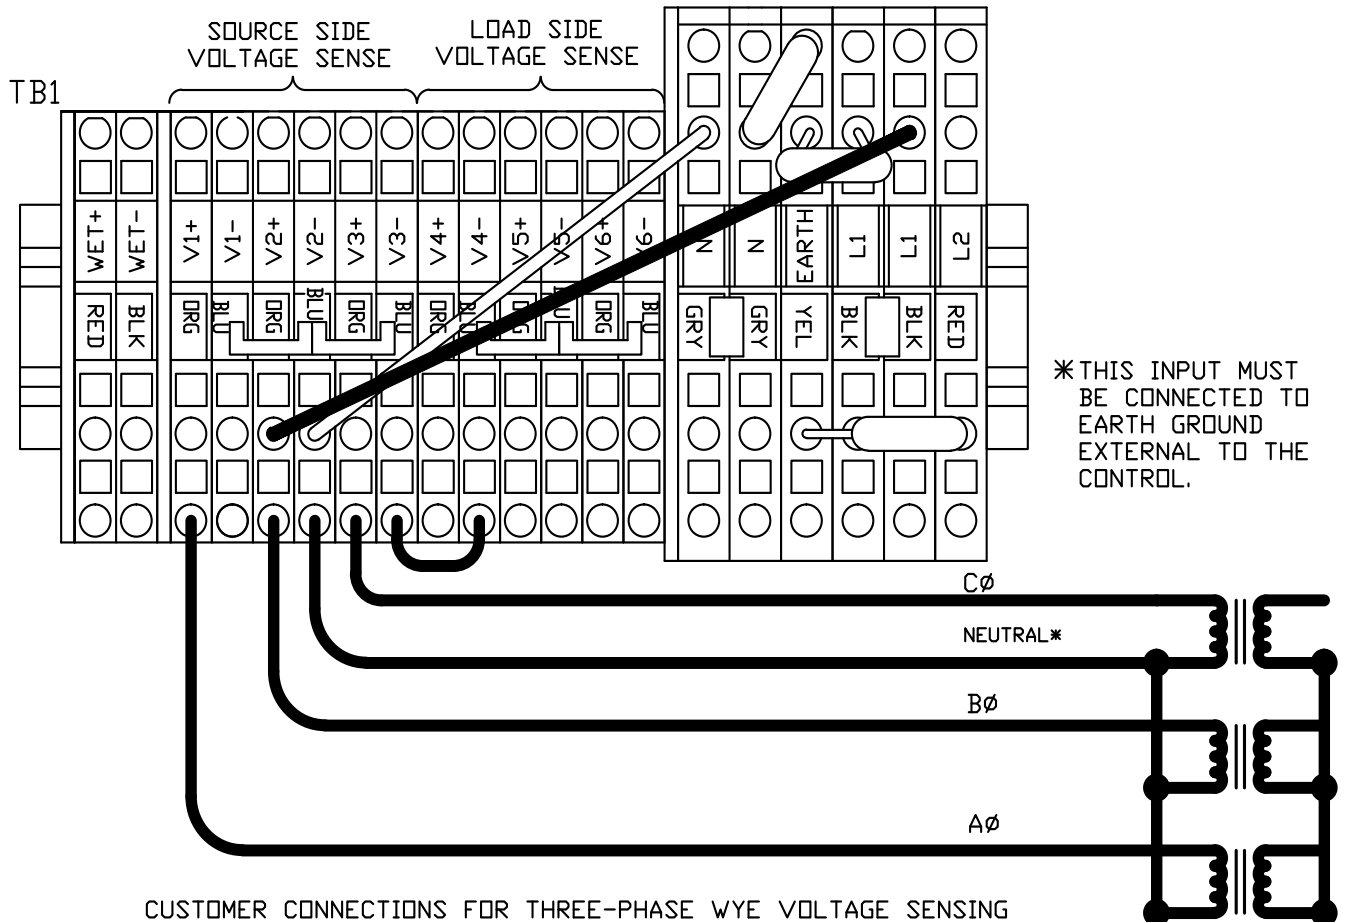 SOURCE SIDE
VOLTAGE SENSE
LOAD SIDE
VOLTAGE SENSE
TB1
WET+
WET-
V1+
V1-
V2+
V2-
V3+
V3-
V4+
V4-
V5+
V5-
V6+
V6-
N
N
EARTH
L1
L1
L2
RED
BLK
ORG
BLU
ORG
BLU
ORG
BLU
ORG
BLU
ORG
BLU
ORG
BLU
GRY
GRY
YEL
BLK
BLK
RED
*THIS INPUT MUST
BE CONNECTED TO
EARTH GROUND
EXTERNAL TO THE
CONTROL.
CØ
NEUTRAL*
BØ
AØ
CUSTOMER CONNECTIONS FOR THREE-PHASE WYE VOLTAGE SENSING